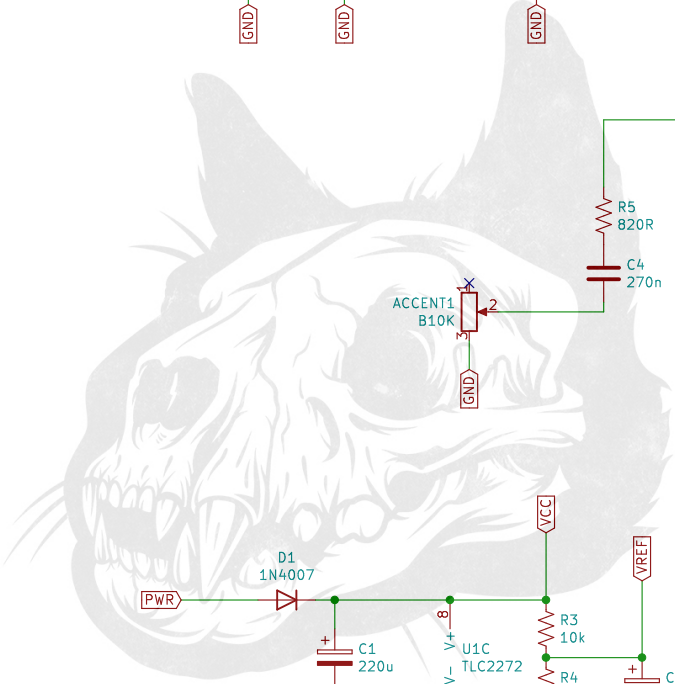 GND
GND
GND
R5
820R
C4
270n
ACCENT1
B10K
1
2
3
GND
VCC
VREF
D1
1N4007
PWR
8
V+
V-
R3
10k
+
C1
220u
U1C
TLC2272
R4
+
C